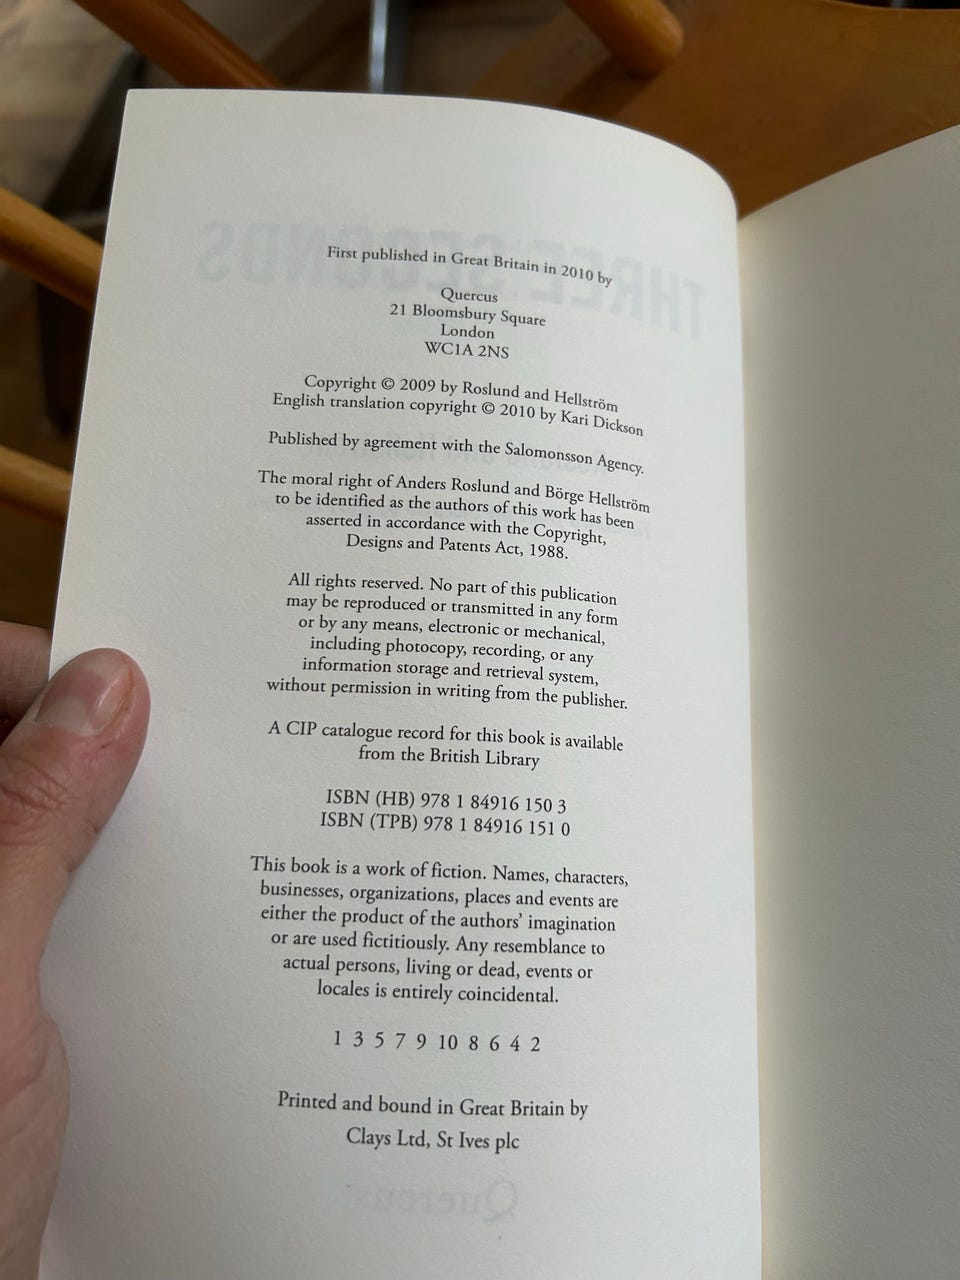 First published in Great Britain in 2010 by
Quercus
21 Bloomsbury Square
London
WC1A 2NS
Copyright © 2009 by Roslund and Hellström
English translation copyright © 2010 by Kari Dickson
Published by agreement with the Salomonsson Agency.
The moral right of Anders Roslund and Börge Hellström
to be identified as the authors of this work has been
asserted in accordance with the Copyright,
Designs and Patents Act, 1988.
All rights reserved. No part of this publication
may be reproduced or transmitted in any form
or by any means, electronic or mechanical,
including photocopy, recording, or any
information storage and retrieval system,
without permission in writing from the publisher.
A CIP catalogue record for this book is available
from the British Library
ISBN (HB) 978 1 84916 150 3
ISBN (TPB) 978 1 84916 151 0
This book is a work of fiction. Names, characters,
businesses, organizations, places and events are
either the product of the authors' imagination
or are used fictitiously. Any resemblance to
actual persons, living or dead, events or
locales is entirely coincidental.
1 3 5 7 9 10 8 6 4 2
Printed and bound in Great Britain by
Clays Ltd, St Ives plc
THREE SECONDS
Quercus